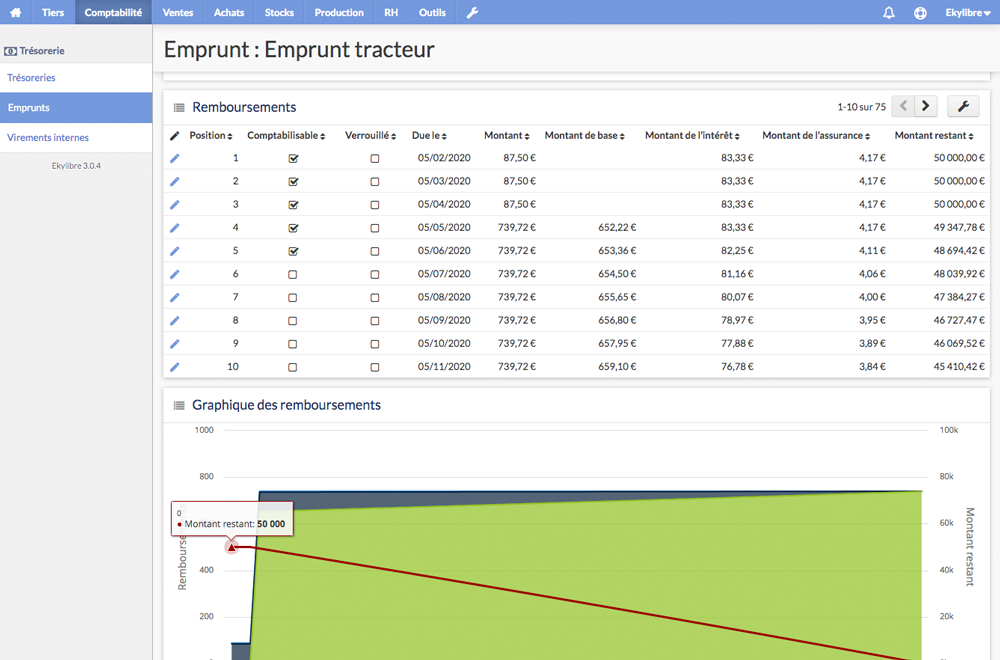 Tiers Comptabilité Ventes Achats Stocks Production RH Outils Ekylibre
Trésorerie
Trésoreries
Emprunts
Virements internes
Ekylibre 3.0.4
Emprunt : Emprunt tracteur
Remboursements 1-10 sur 75
Position Comptabilisable Verrouillé Due le Montant Montant de base Montant de l'intérêt Montant de l'assurance Montant restant
1 05/02/2020 87,50 € 83,33 € 4,17 € 50 000,00 €
2 05/03/2020 87,50 € 83,33 € 4,17 € 50 000,00 €
3 05/04/2020 87,50 € 83,33 € 4,17 € 50 000,00 €
4 05/05/2020 739,72 € 652,22 € 83,33 € 4,17 € 49 347,78 €
5 05/06/2020 739,72 € 653,36 € 82,25 € 4,11 € 48 694,42 €
6 05/07/2020 739,72 € 654,50 € 81,16 € 4,06 € 48 039,92 €
7 05/08/2020 739,72 € 655,65 € 80,07 € 4,00 € 47 384,27 €
8 05/09/2020 739,72 € 656,80 € 78,97 € 3,95 € 46 727,47 €
9 05/10/2020 739,72 € 657,95 € 77,88 € 3,89 € 46 069,52 €
10 05/11/2020 739,72 € 659,10 € 76,78 € 3,84 € 45 410,42 €
Graphique des remboursements
1000 100k
800 80k
0
Montant restant: 50 000
60k
400 40k
200 20k
Rembourse
Montant restant